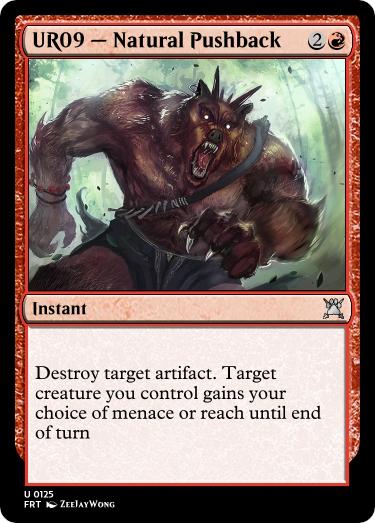 UR09 — Natural Pushback 2
Instant
Destroy target artifact. Target
creature you control gains your
choice of menace or reach until end
of turn
U 0125
FRT ZeeJayWong